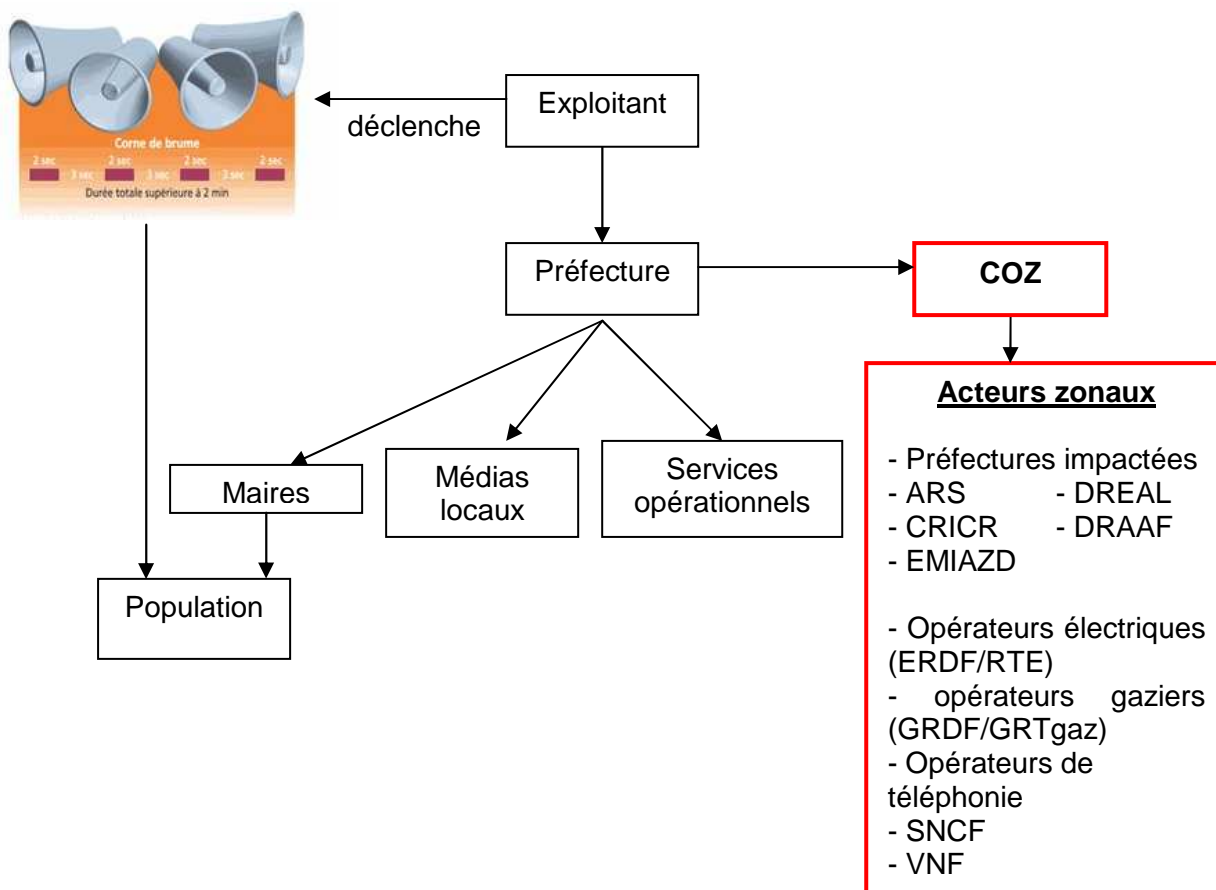 Exploitant
déclenche
Corne de brume
2 sec 2 sec 2 sec 2 sec
3 sec 3 sec 3 sec
Durée totale supérieure à 2 min
Préfecture
COZ
Maires
Médias
locaux
Services
opérationnels
Population
Acteurs zonaux
- Préfectures impactées
- ARS - DREAL
- CRICR - DRAAF
- EMIAZD
- Opérateurs électriques
(ERDF/RTE)
- opérateurs gaziers
(GRDF/GRTgaz)
- Opérateurs de
téléphonie
- SNCF
- VNF